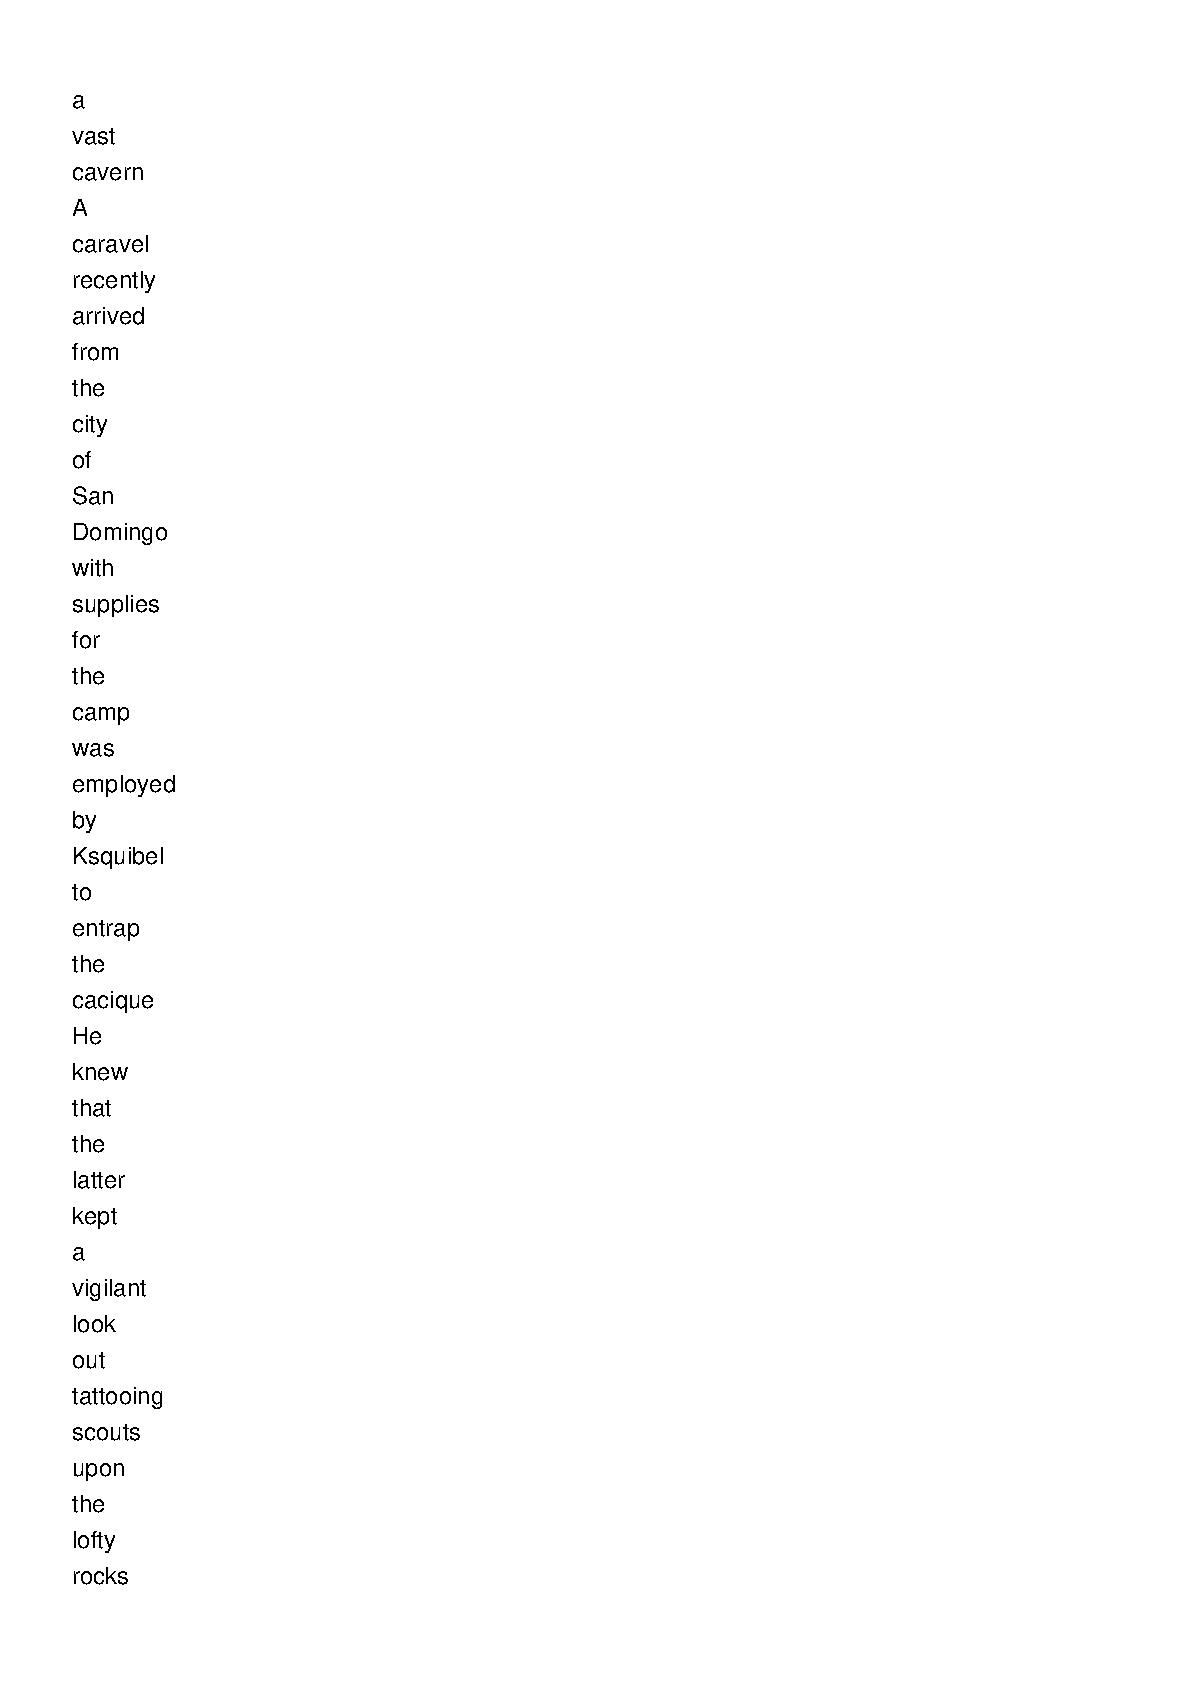 a
vast
cavern
A
caravel
recently
arrived
from
the
city
of
San
Domingo
with
supplies
for
the
camp
was
employed
by
Ksquibel
to
entrap
the
cacique
He
knew
that
the
latter
kept
a
vigilant
look
out
tattooing
scouts
upon
the
lofty
rocks